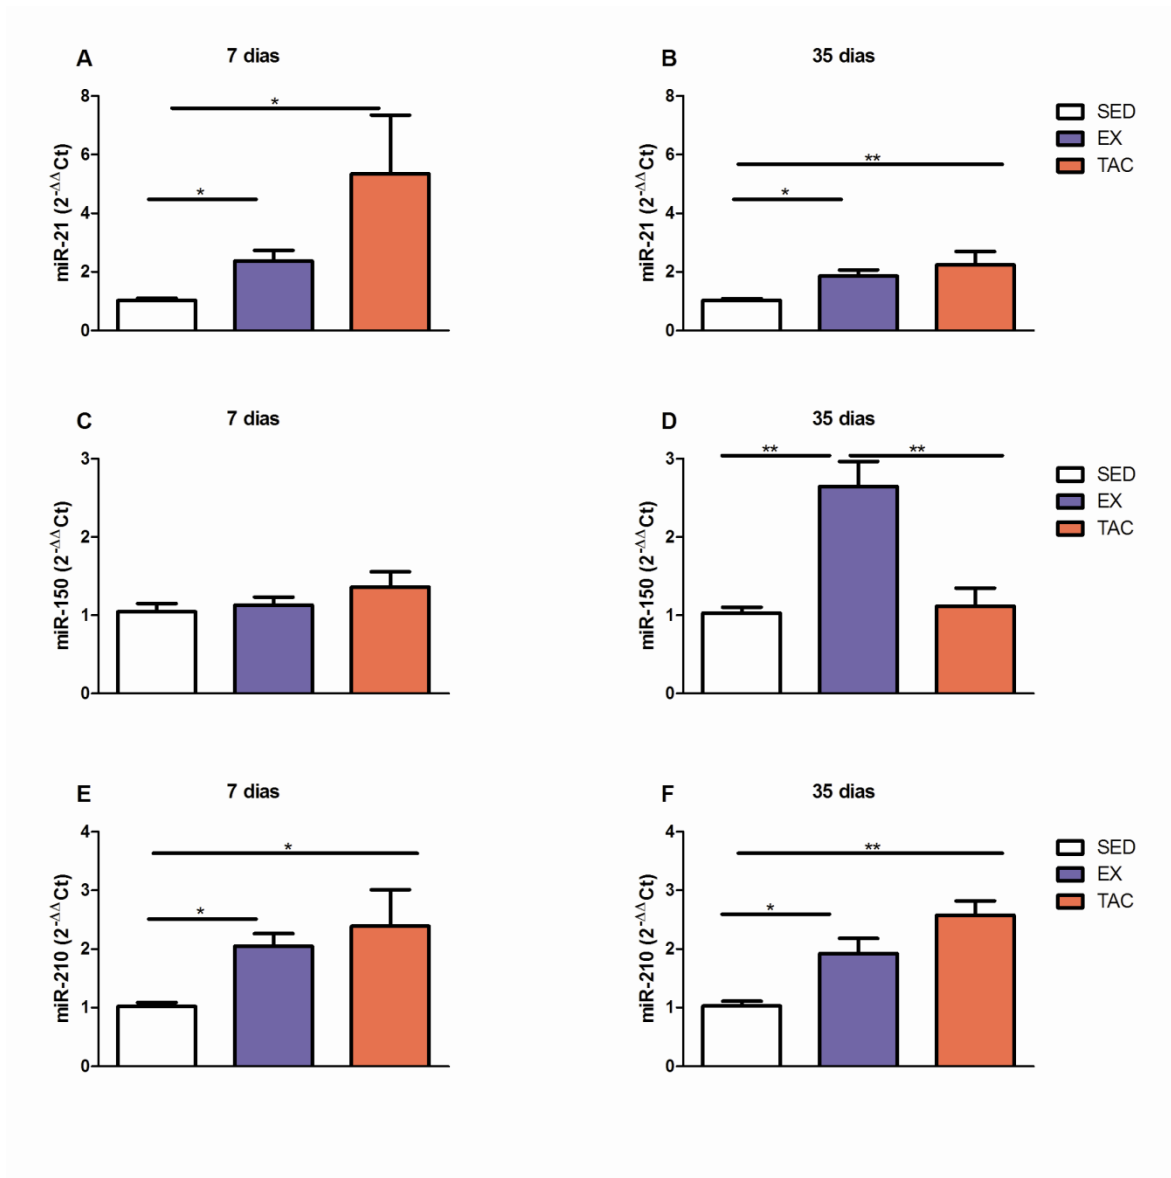 A 7 dias
miR-21 (2^-ΔΔCt)
8
6
4
2
0
*
*
B 35 dias
miR-21 (2^-ΔΔCt)
8
6
4
2
0
*
**
SED
EX
TAC
C 7 dias
miR-150 (2^-ΔΔCt)
3
2
1
0
D 35 dias
miR-150 (2^-ΔΔCt)
3
2
1
0
**
**
SED
EX
TAC
E 7 dias
miR-210 (2^-ΔΔCt)
4
3
2
1
0
*
*
F 35 dias
miR-210 (2^-ΔΔCt)
4
3
2
1
0
**
*
SED
EX
TAC